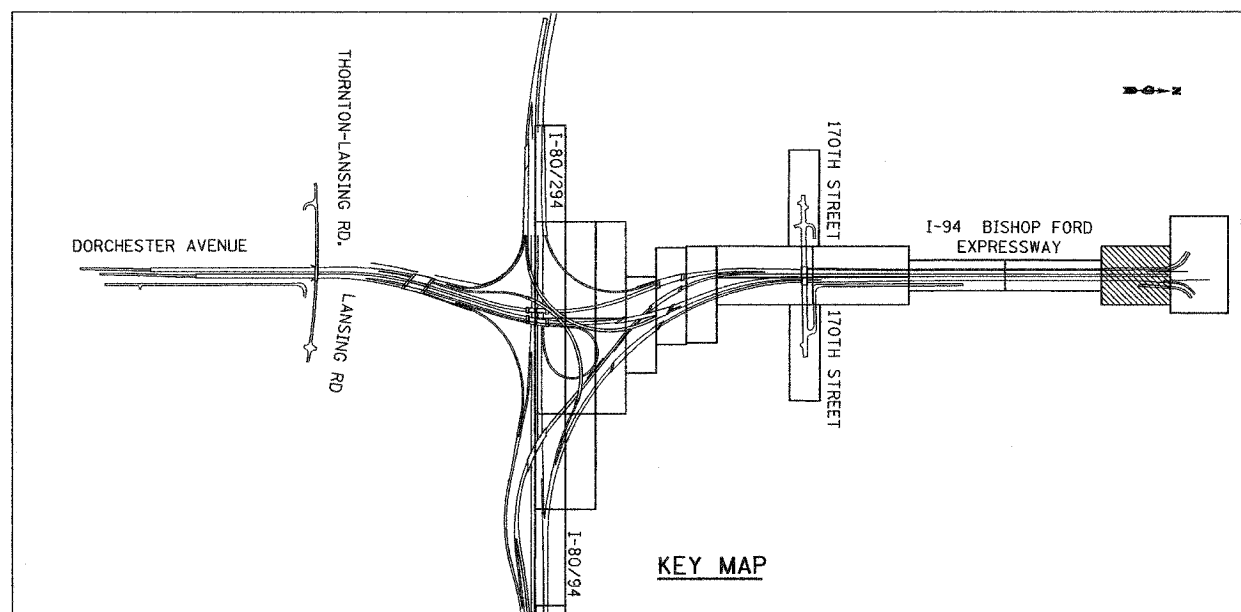 THORNTON-LANSING RD.
LANSING RD
DORCHESTER AVENUE
I-80/294
I-80/94
170TH STREET
170TH STREET
I-94 BISHOP FORD
EXPRESSWAY
N
KEY MAP